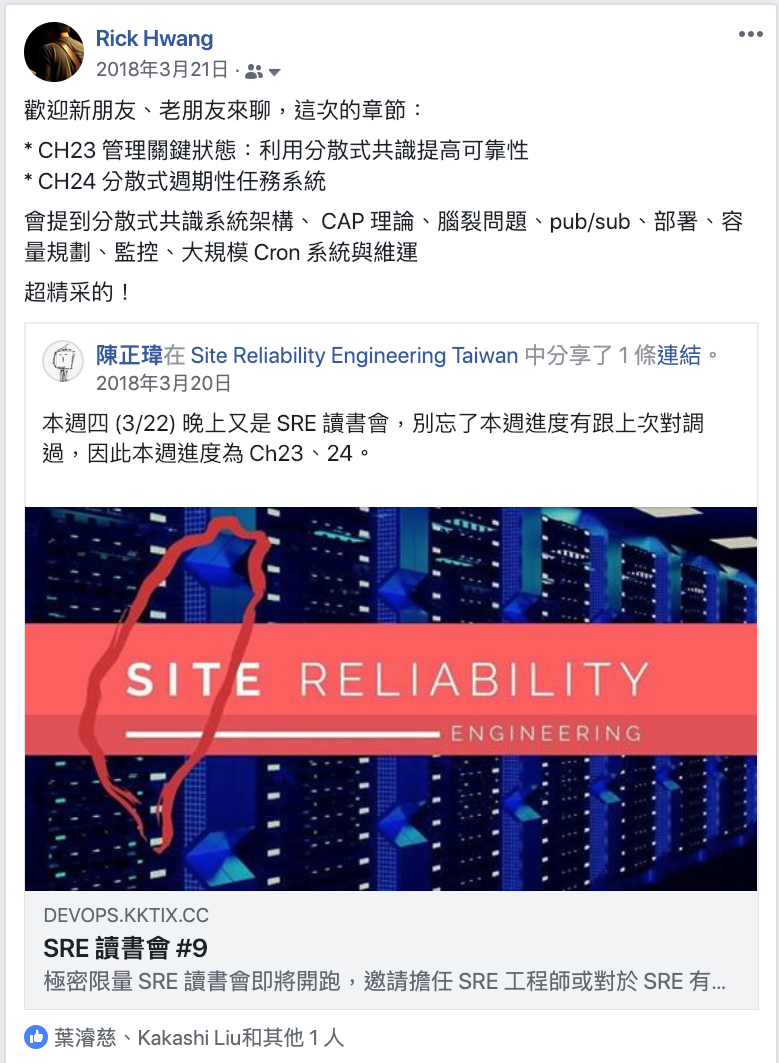 Rick Hwang
2018年3月21日 ·
歡迎新朋友、老朋友來聊，這次的章節：
* CH23 管理關鍵狀態：利用分散式共識提高可靠性
* CH24 分散式週期性任務系統
會提到分散式共識系統架構、 CAP 理論、腦裂問題、pub/sub、部署、容
量規劃、監控、大規模 Cron 系統與維運
超精采的！
陳正瑋在 Site Reliability Engineering Taiwan 中分享了 1 條連結。
2018年3月20日
本週四 (3/22) 晚上又是 SRE 讀書會，別忘了本週進度有跟上次對調
過，因此本週進度為 Ch23、24。
SITE RELIABILITY
ENGINEERING
DEVOPS.KKTIX.CC
SRE 讀書會 #9
極密限量 SRE 讀書會即將開跑，邀請擔任 SRE 工程師或對於 SRE 有...
葉濬慈、Kakashi Liu和其他 1 人